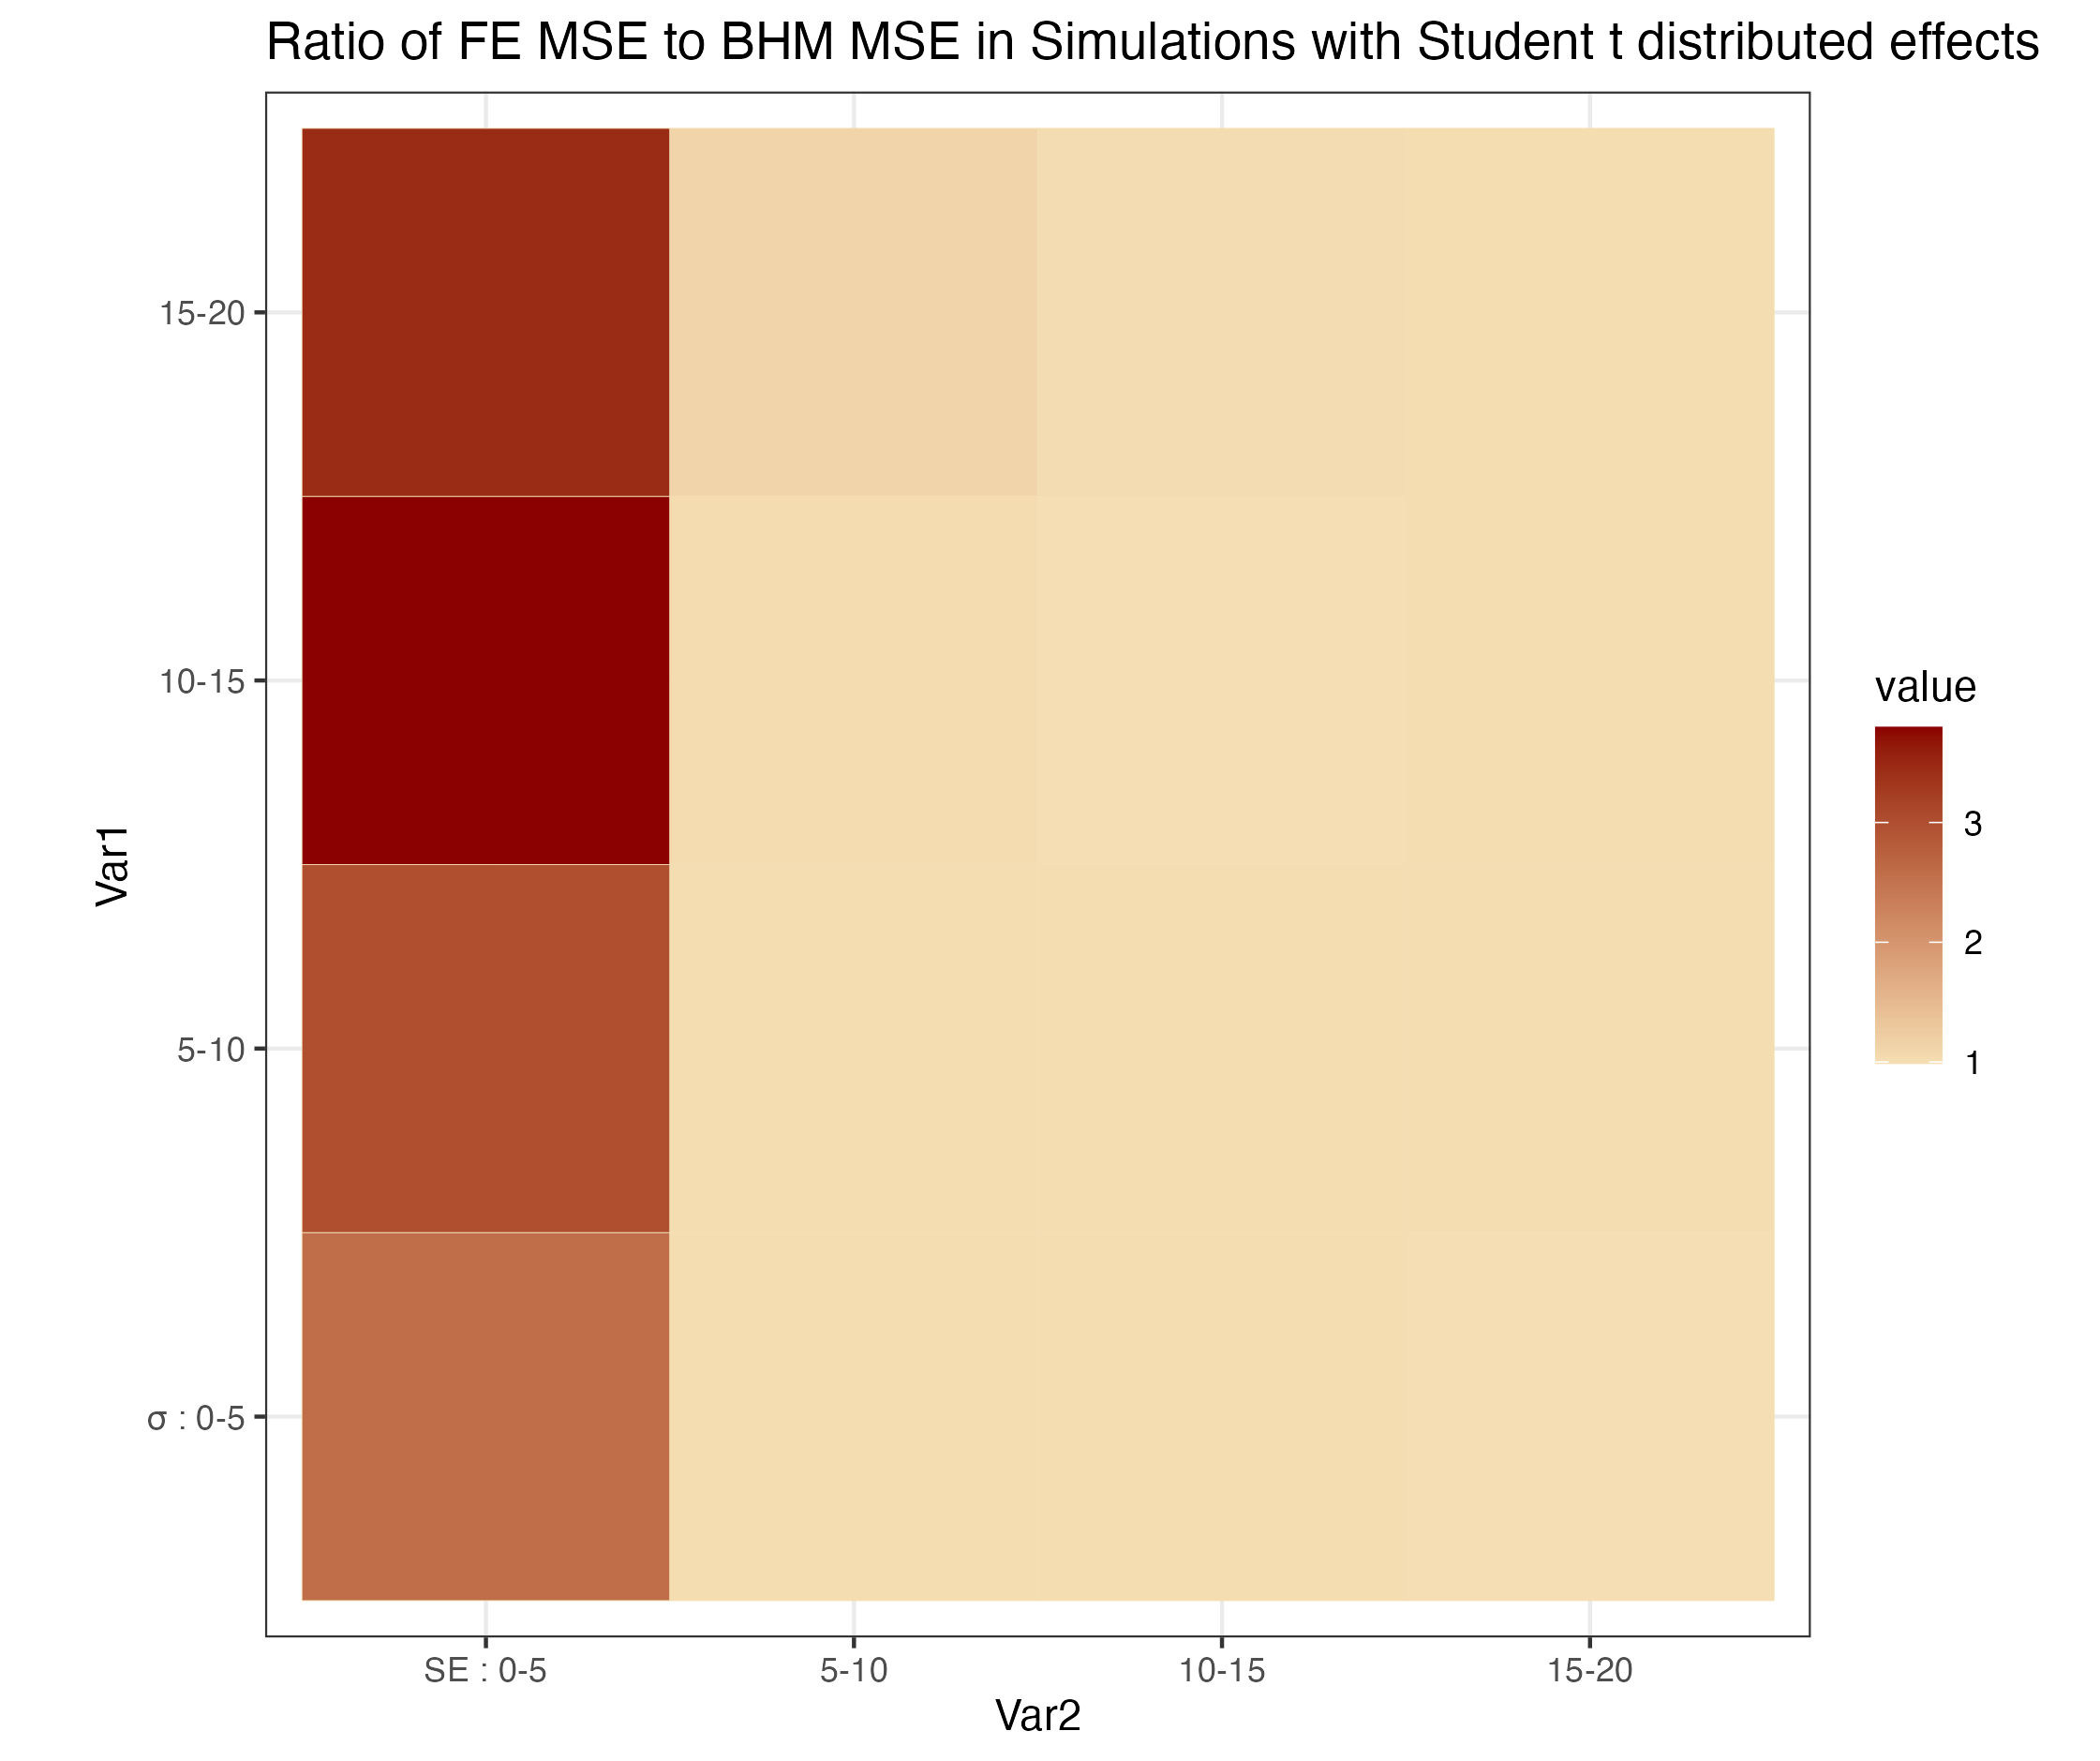 Ratio of FE MSE to BHM MSE in Simulations with Student t distributed effects
15-20
10-15
5-10
σ : 0-5
Var1
SE : 0-5
5-10
10-15
15-20
Var2
value
3
2
1